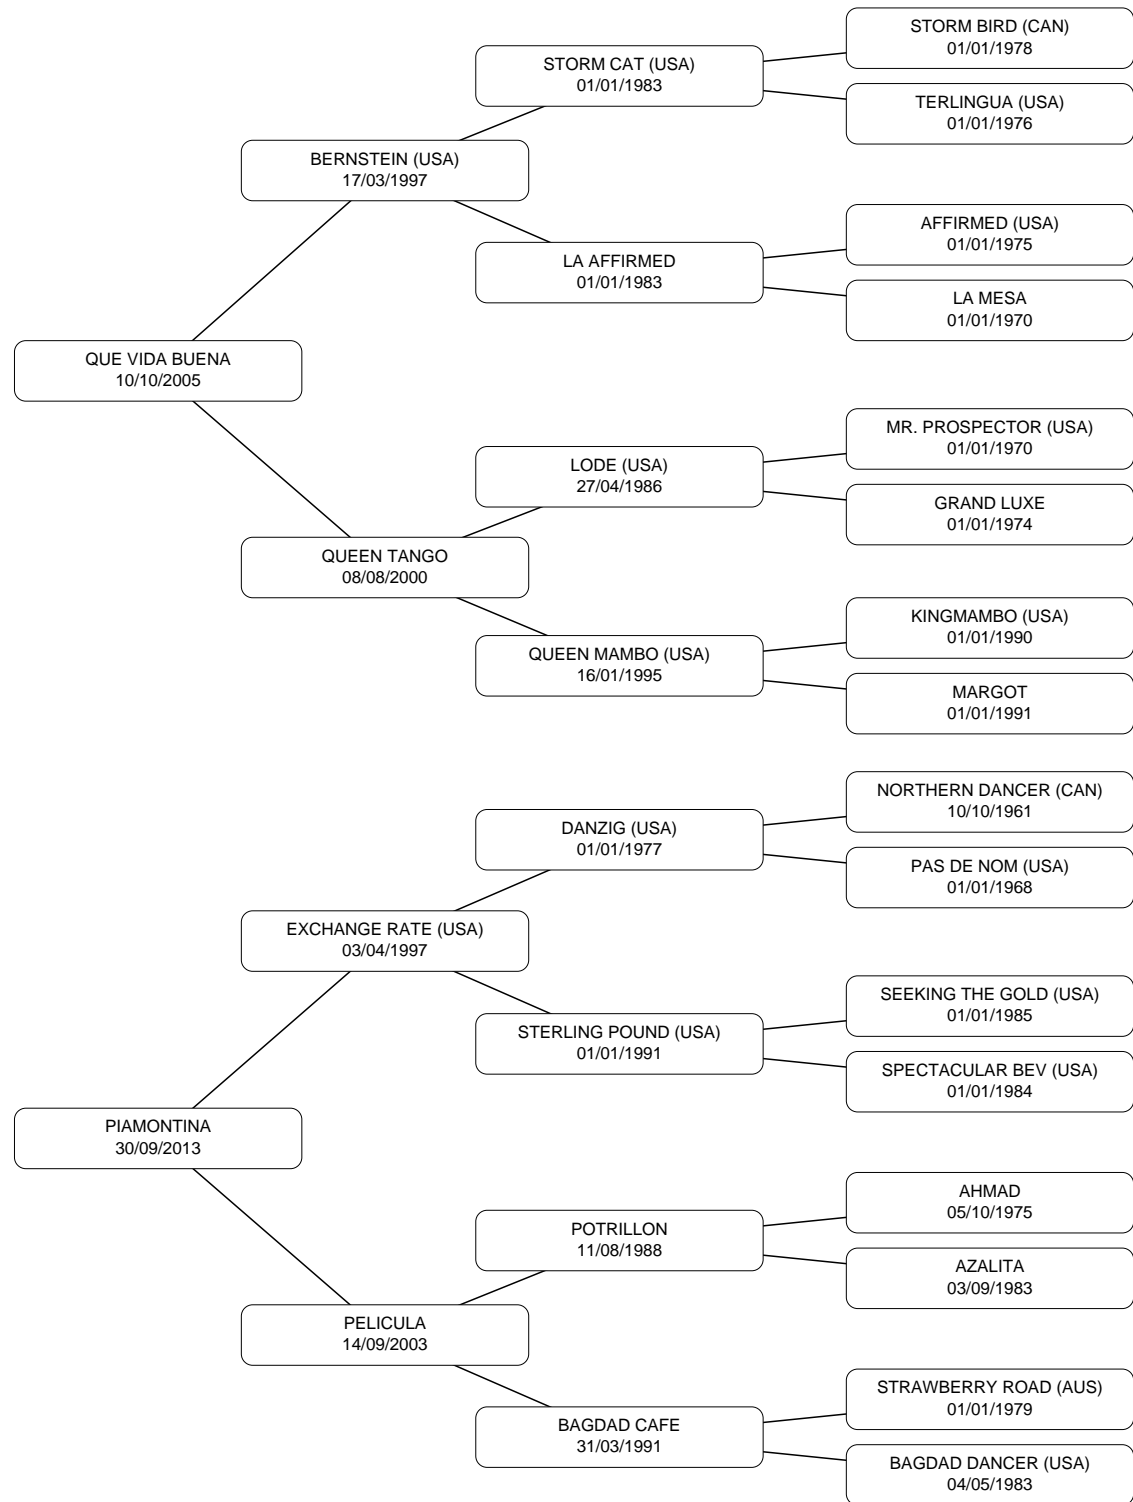 STORM BIRD (CAN)
01/01/1978
STORM CAT (USA)
01/01/1983
TERLINGUA (USA)
01/01/1976
BERNSTEIN (USA)
17/03/1997
AFFIRMED (USA)
01/01/1975
LA AFFIRMED
01/01/1983
LA MESA
01/01/1970
QUE VIDA BUENA
10/10/2005
MR. PROSPECTOR (USA)
01/01/1970
LODE (USA)
27/04/1986
GRAND LUXE
01/01/1974
QUEEN TANGO
08/08/2000
KINGMAMBO (USA)
01/01/1990
QUEEN MAMBO (USA)
16/01/1995
MARGOT
01/01/1991
NORTHERN DANCER (CAN)
10/10/1961
DANZIG (USA)
01/01/1977
PAS DE NOM (USA)
01/01/1968
EXCHANGE RATE (USA)
03/04/1997
SEEKING THE GOLD (USA)
01/01/1985
STERLING POUND (USA)
01/01/1991
SPECTACULAR BEV (USA)
01/01/1984
PIAMONTINA
30/09/2013
AHMAD
05/10/1975
POTRILLON
11/08/1988
AZALITA
03/09/1983
PELICULA
14/09/2003
STRAWBERRY ROAD (AUS)
01/01/1979
BAGDAD CAFE
31/03/1991
BAGDAD DANCER (USA)
04/05/1983